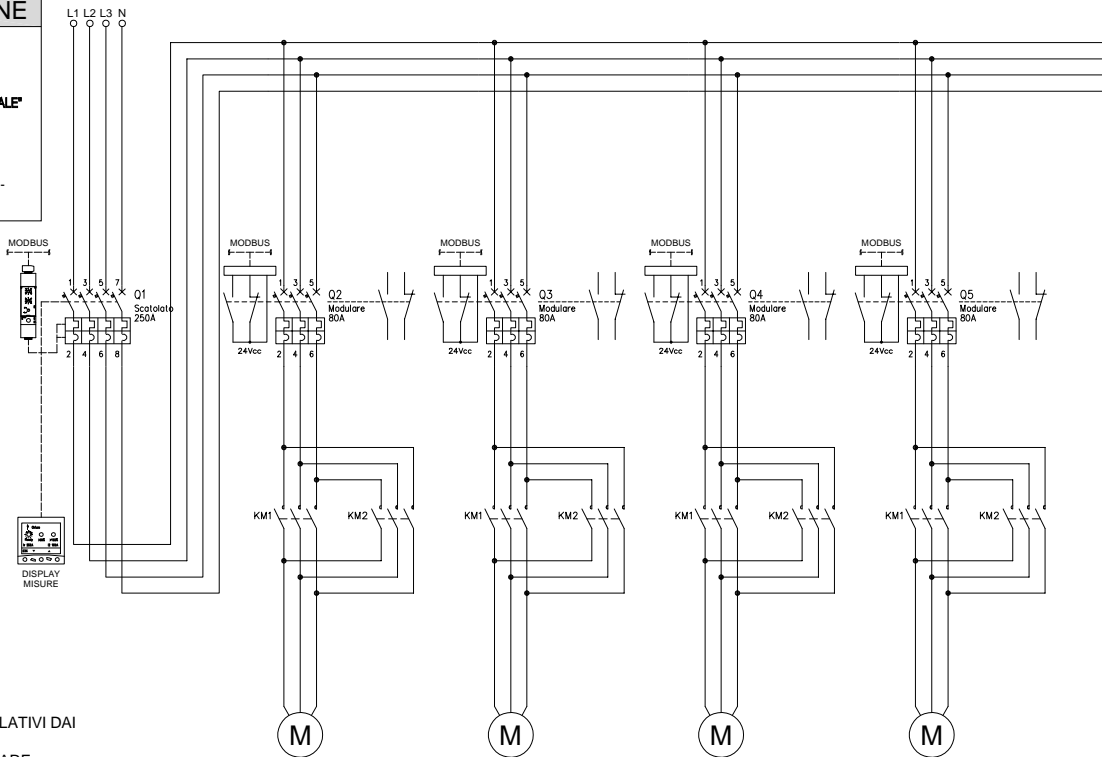 NE
L1 L2 L3 N
ALE"
-
MODBUS MODBUS MODBUS MODBUS MODBUS
1 3 5 7 Q1 Scatolato 250A
2 4 6 8
1 3 5 Q2 Modulare 80A
24Vcc 2 4 6
1 3 5 Q3 Modulare 80A
24Vcc 2 4 6
1 3 5 Q4 Modulare 80A
24Vcc 2 4 6
1 3 5 Q5 Modulare 80A
24Vcc 2 4 6
KM1 KM2 KM1 KM2 KM1 KM2 KM1 KM2
DISPLAY
MISURE
LATIVI DAI
M M M M